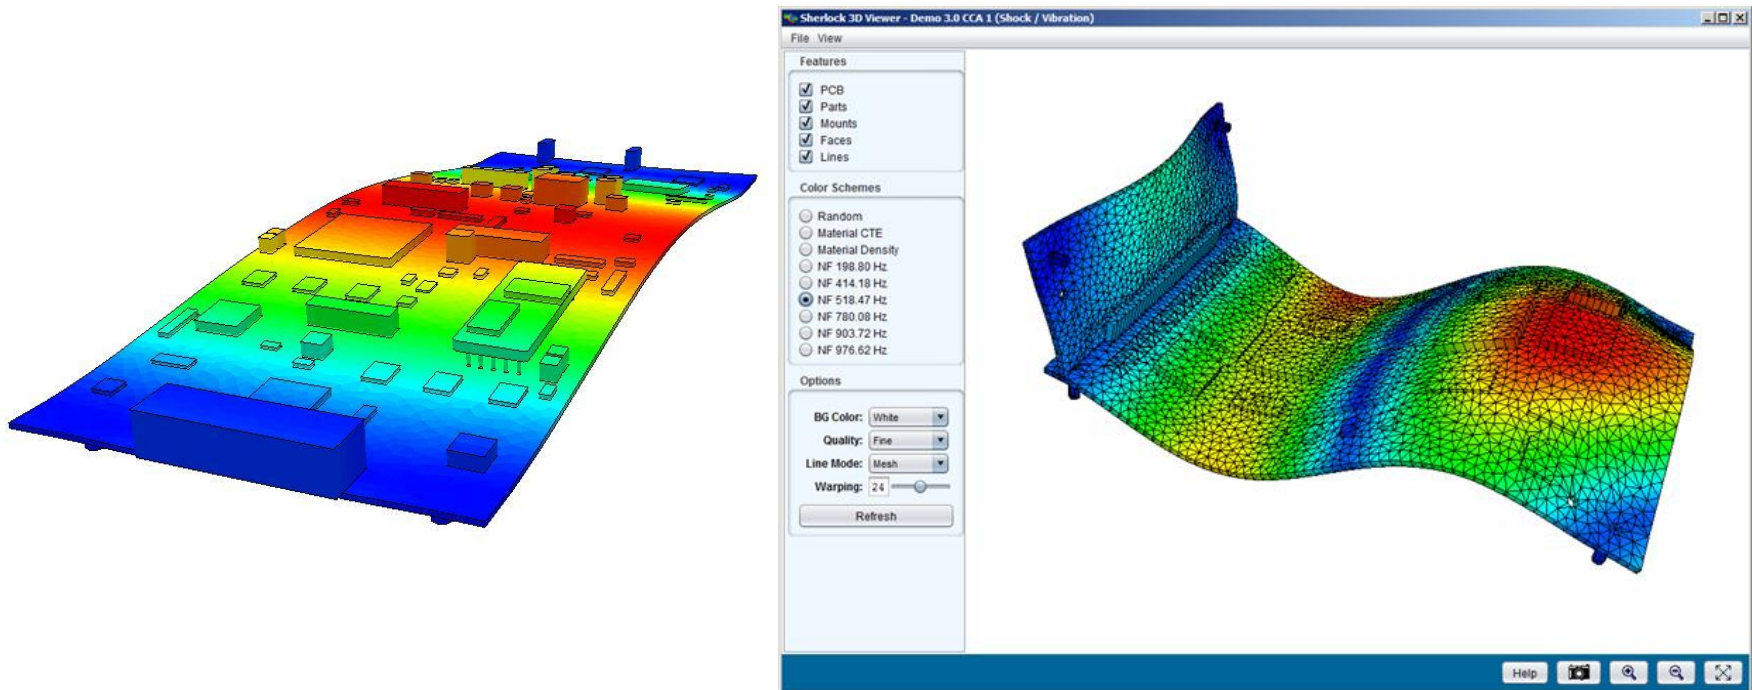 Sherlock 3D Viewer - Demo 3.0 CCA 1 (Shock / Vibration)
File View
Features
PCB
Parts
Mounts
Faces
Lines
Color Schemes
Random
Material CTE
Material Density
NF 198.80 Hz
NF 414.18 Hz
NF 518.47 Hz
NF 780.08 Hz
NF 903.72 Hz
NF 976.62 Hz
Options
BG Color: White
Quality: Fine
Line Mode: Mesh
Warping: 24
Refresh
Help